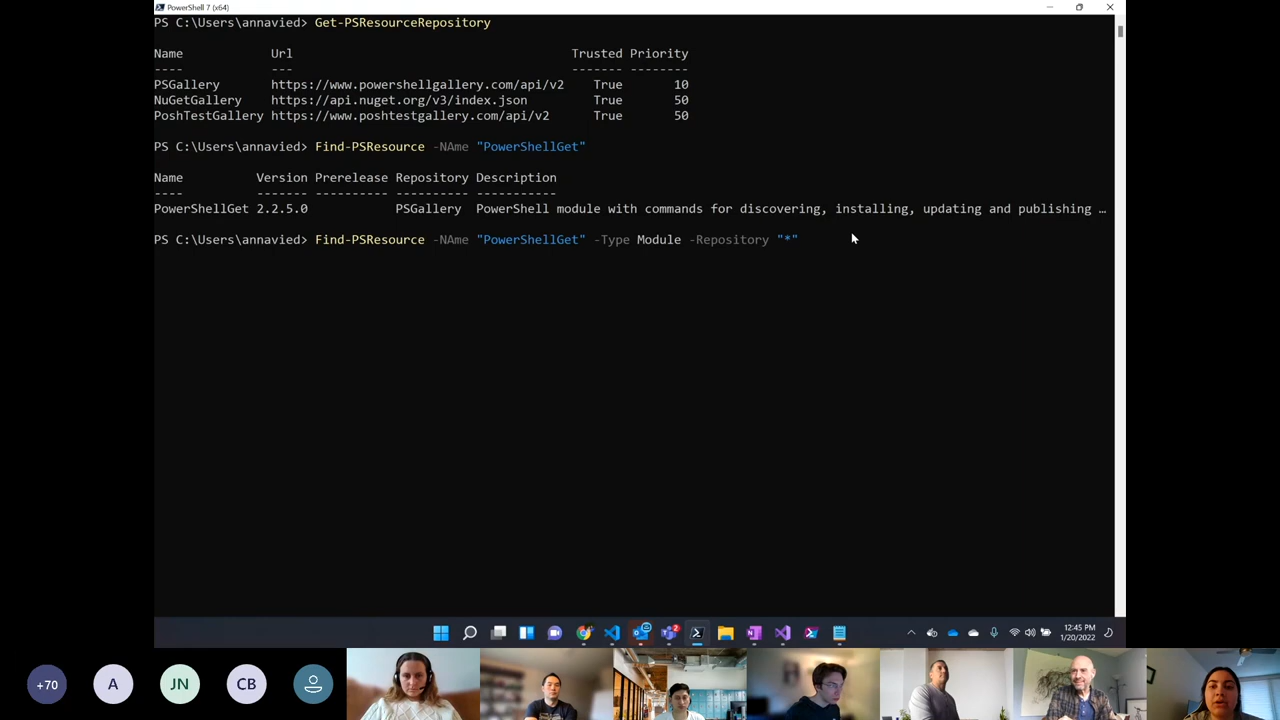 PowerShell 7 (x64)
PS C:\Users\annavied> Get-PSResourceRepository
Name Url Trusted Priority
---- --- ------- --------
PSGallery https://www.powershellgallery.com/api/v2 True 10
NuGetGallery https://api.nuget.org/v3/index.json True 50
PoshTestGallery https://www.poshtestgallery.com/api/v2 True 50
PS C:\Users\annavied> Find-PSResource -NAme "PowerShellGet"
Name Version Prerelease Repository Description
---- ------- ---------- ---------- -----------
PowerShellGet 2.2.5.0 PSGallery PowerShell module with commands for discovering, installing, updating and publishing …
PS C:\Users\annavied> Find-PSResource -NAme "PowerShellGet" -Type Module -Repository "*"
2
12:45 PM
1/20/2022
+70 A JN CB